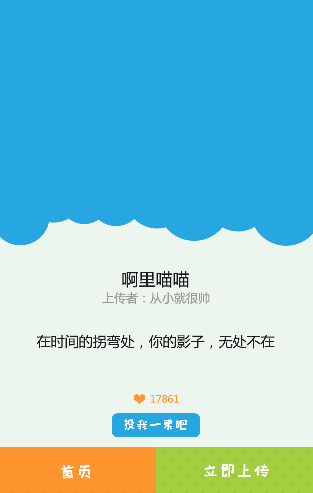 啊里喵喵
上传者：从小就很帅
在时间的拐弯处，你的影子，无处不在
17861
投我一票吧
首页
立即上传